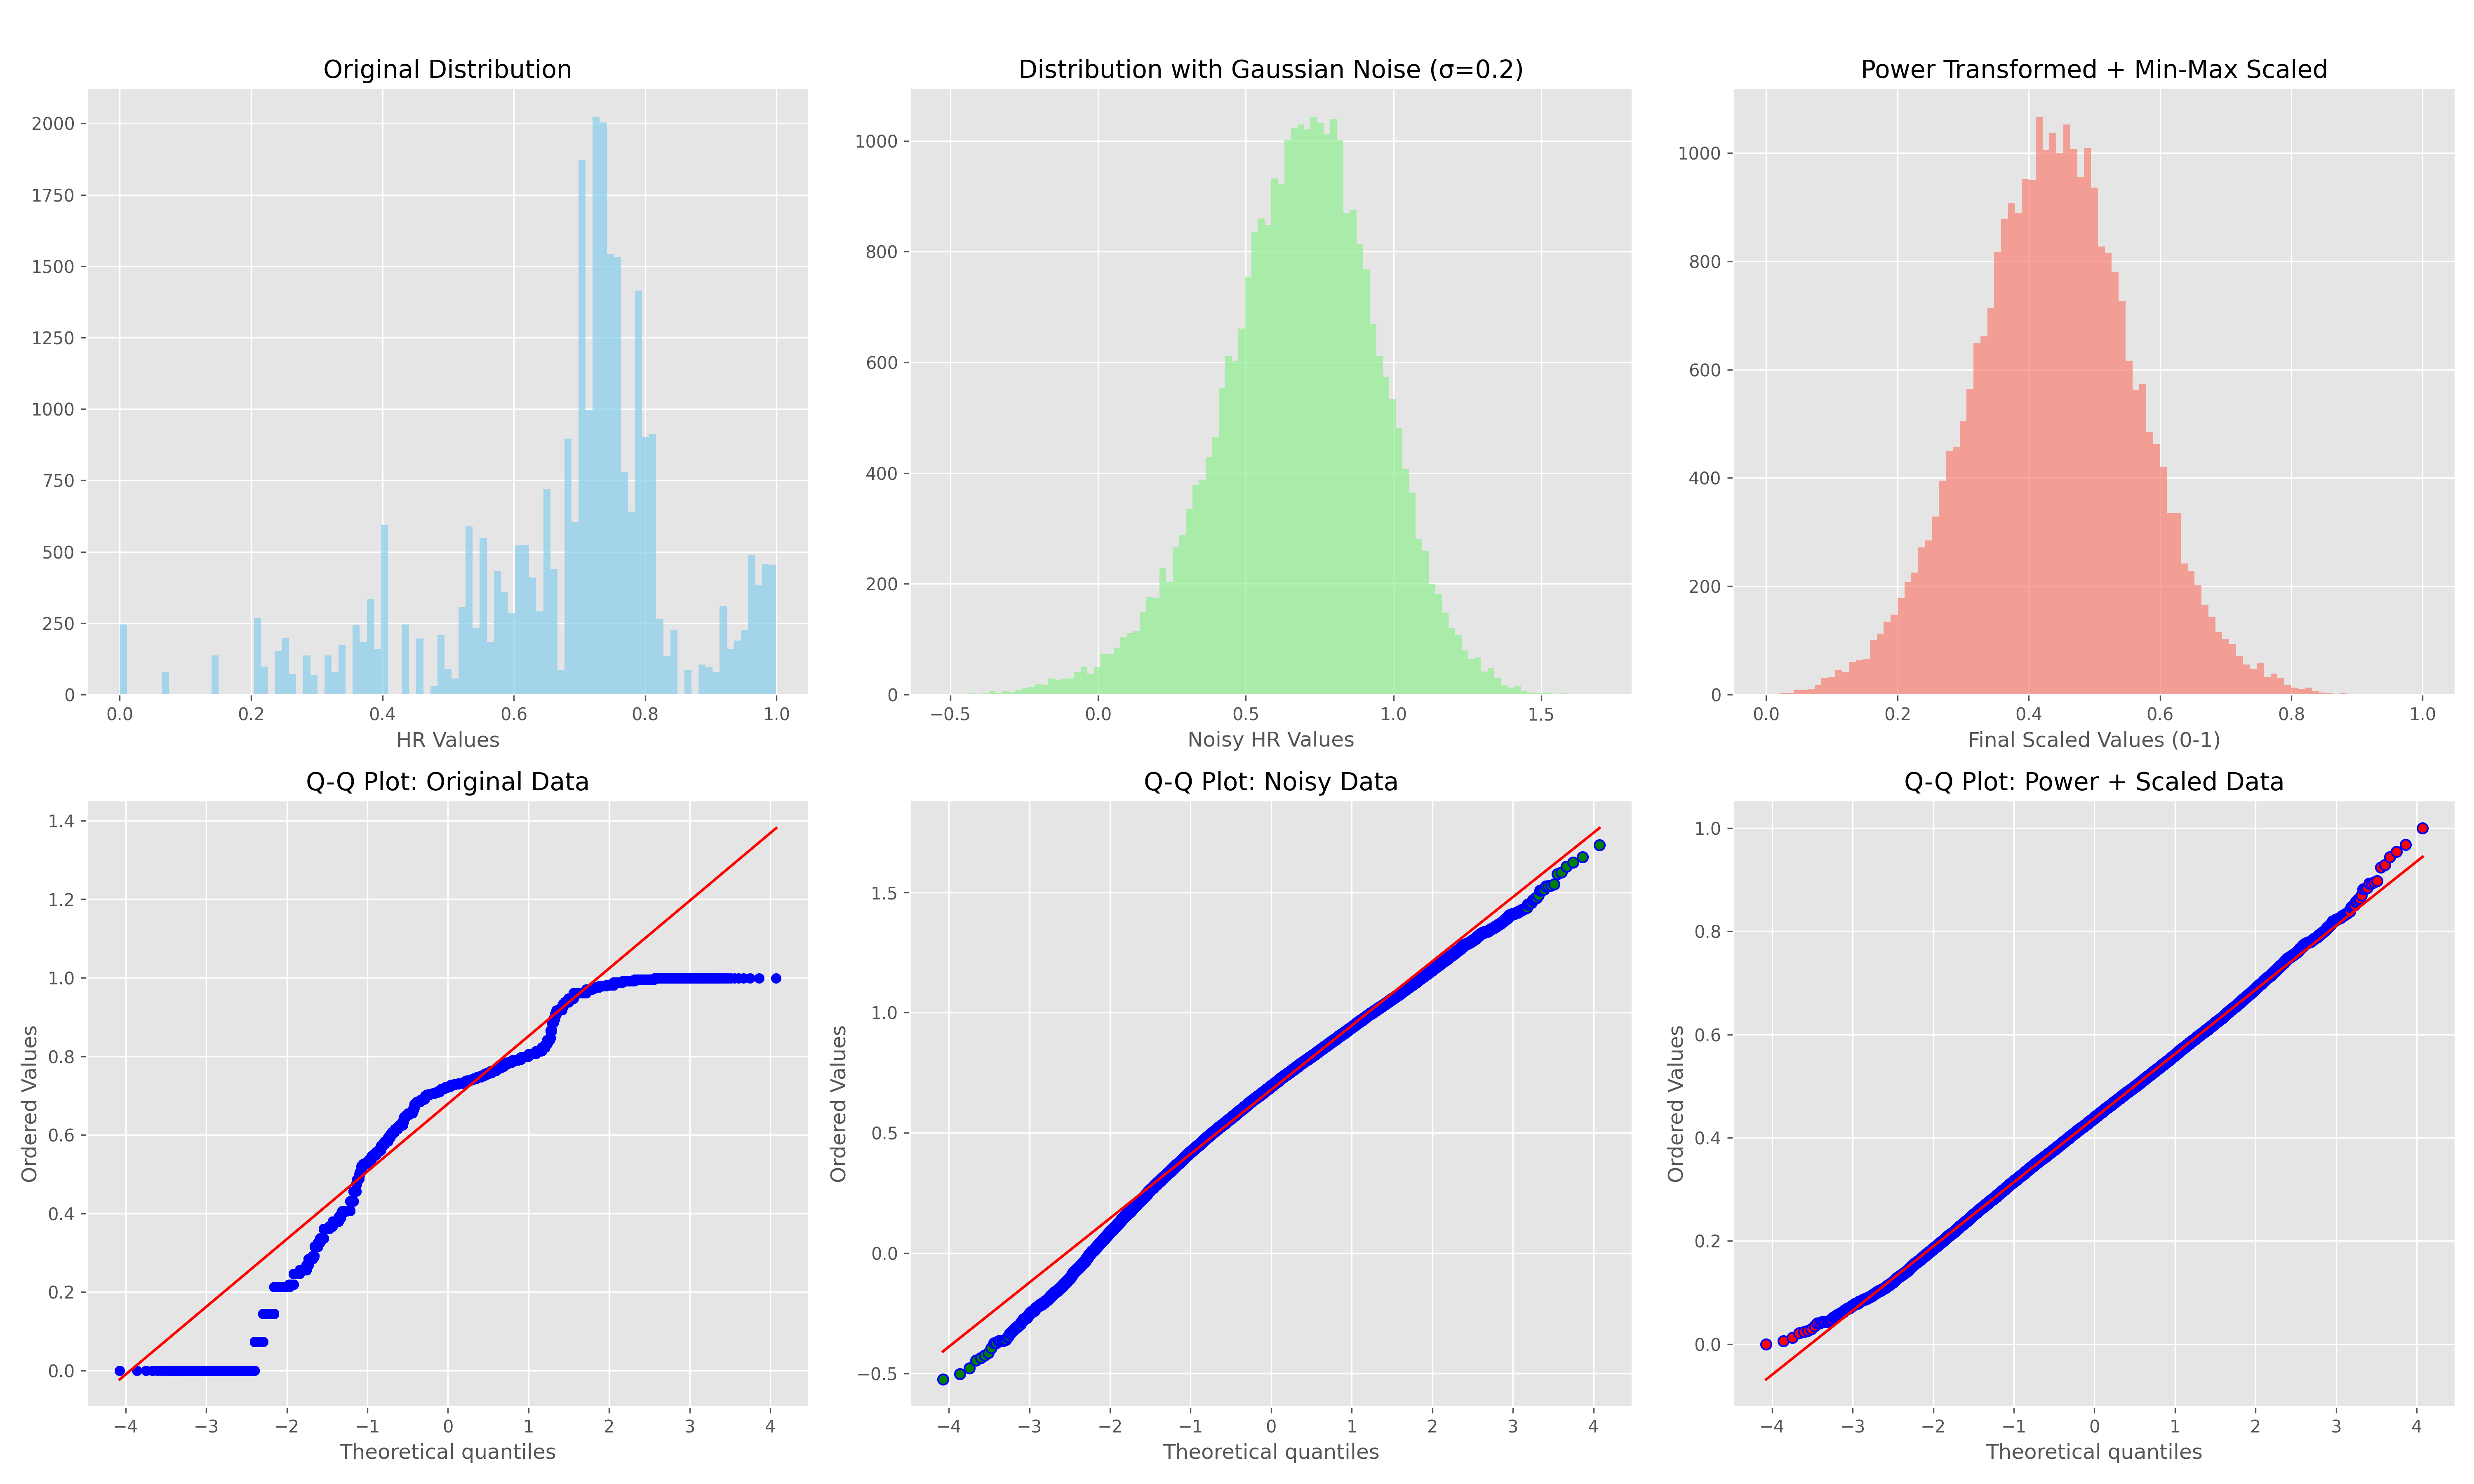 Original Distribution
2000
1750
1500
1250
1000
750
500
250
0
0.0 0.2 0.4 0.6 0.8 1.0
HR Values
Distribution with Gaussian Noise (σ=0.2)
1000
800
600
400
200
0
−0.5 0.0 0.5 1.0 1.5
Noisy HR Values
Power Transformed + Min-Max Scaled
1000
800
600
400
200
0
0.0 0.2 0.4 0.6 0.8 1.0
Final Scaled Values (0-1)
Q-Q Plot: Original Data
Ordered Values
1.4
1.2
1.0
0.8
0.6
0.4
0.2
0.0
−4 −3 −2 −1 0 1 2 3 4
Theoretical quantiles
Q-Q Plot: Noisy Data
Ordered Values
1.5
1.0
0.5
0.0
−0.5
−4 −3 −2 −1 0 1 2 3 4
Theoretical quantiles
Q-Q Plot: Power + Scaled Data
Ordered Values
1.0
0.8
0.6
0.4
0.2
0.0
−4 −3 −2 −1 0 1 2 3 4
Theoretical quantiles